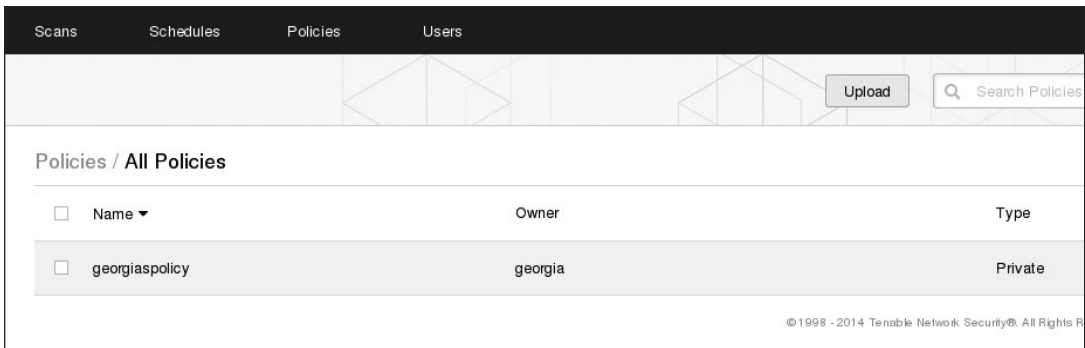 Scans Schedules Policies Users
Upload Search Policies
Policies / All Policies
Name Owner Type
georgiaspolicy georgia Private
©1998 - 2014 Tenable Network Security®. All Rights R